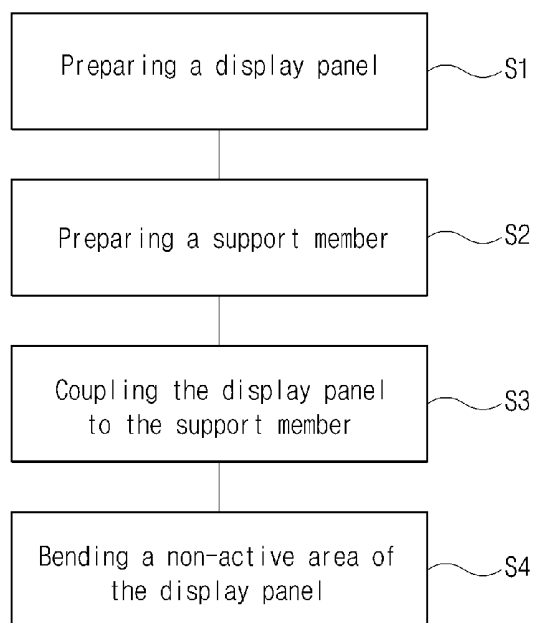 Preparing a display panel
S1
Preparing a support member
S2
Coupling the display panel
to the support member
S3
Bending a non-active area of
the display panel
S4